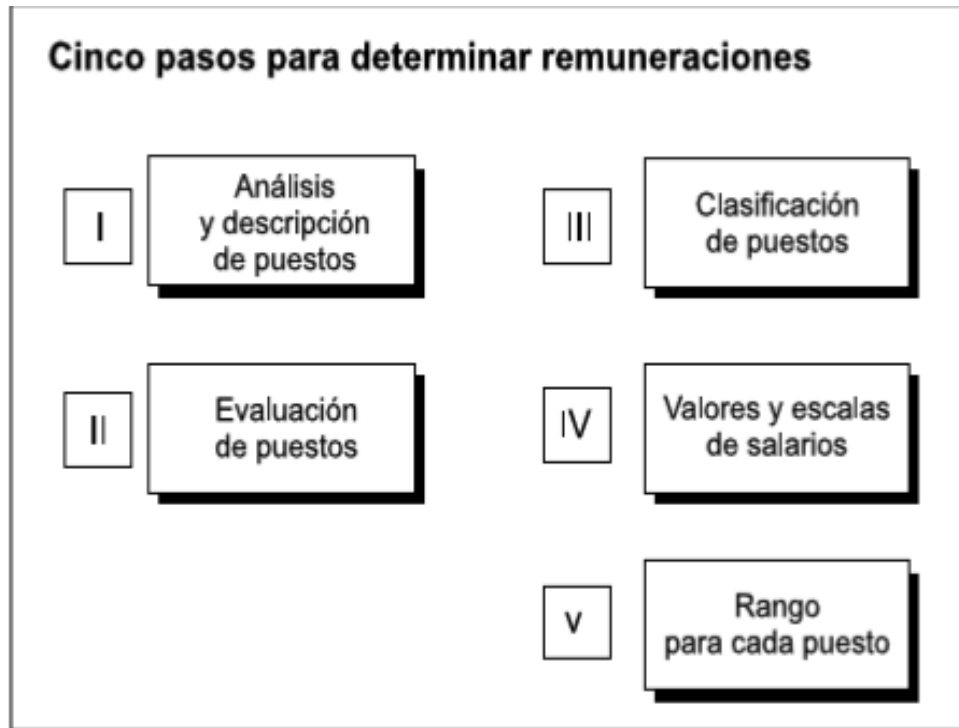 Cinco pasos para determinar remuneraciones
I
Análisis
y descripción
de puestos
II
Evaluación
de puestos
III
Clasificación
de puestos
IV
Valores y escalas
de salarios
v
Rango
para cada puesto